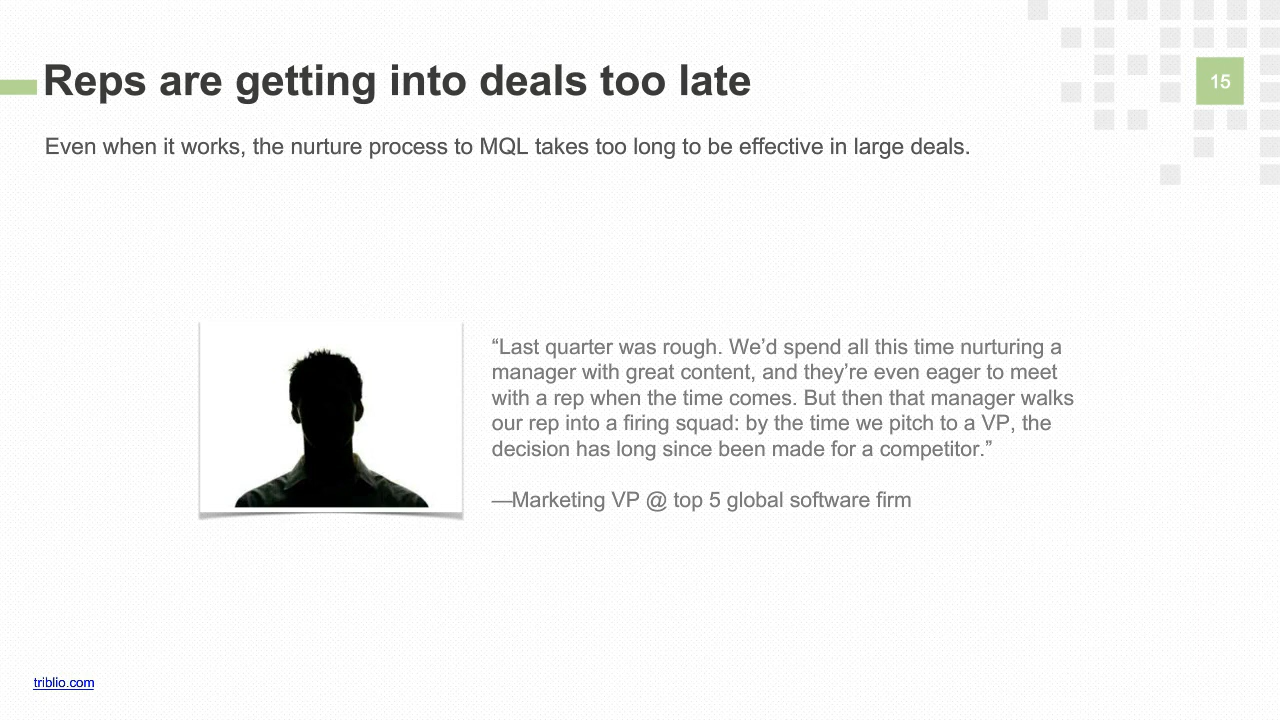 Reps are getting into deals too late
15
Even when it works, the nurture process to MQL takes too long to be effective in large deals.
“Last quarter was rough. We’d spend all this time nurturing a
manager with great content, and they’re even eager to meet
with a rep when the time comes. But then that manager walks
our rep into a firing squad: by the time we pitch to a VP, the
decision has long since been made for a competitor.”
—Marketing VP @ top 5 global software firm
triblio.com